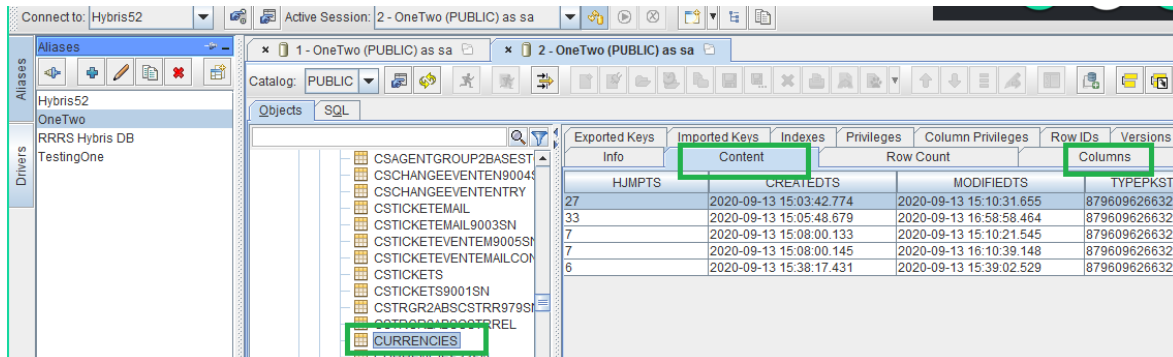 Connect to: Hybris52 Active Session: 2 - OneTwo (PUBLIC) as sa
Aliases
Aliases
Drivers
Hybris52
OneTwo
RRRS Hybris DB
TestingOne
1 - OneTwo (PUBLIC) as sa 2 - OneTwo (PUBLIC) as sa
Catalog: PUBLIC
Objects SQL
CSAGENTGROUP2BASEST
CSCHANGEEVENTEN9004S
CSCHANGEEVENTENTRY
CSTICKETEMAIL
CSTICKETEMAIL9003SN
CSTICKETEVENTEM9005SN
CSTICKETEVENTEMAILCON
CSTICKETS
CSTICKETS9001SN
CSTRGR2ABSCSTRR979SN
CURRENCIES
Exported Keys Imported Keys Indexes Privileges Column Privileges Row IDs Versions
Info Content Row Count Columns
HJMPTS CREATEDTS MODIFIEDTS TYPEPKST
27 2020-09-13 15:03:42.774 2020-09-13 15:10:31.655 879609626632
33 2020-09-13 15:05:48.679 2020-09-13 16:58:58.464 879609626632
7 2020-09-13 15:08:00.133 2020-09-13 15:10:21.545 879609626632
7 2020-09-13 15:08:00.145 2020-09-13 16:10:39.148 879609626632
6 2020-09-13 15:38:17.431 2020-09-13 15:39:02.529 879609626632